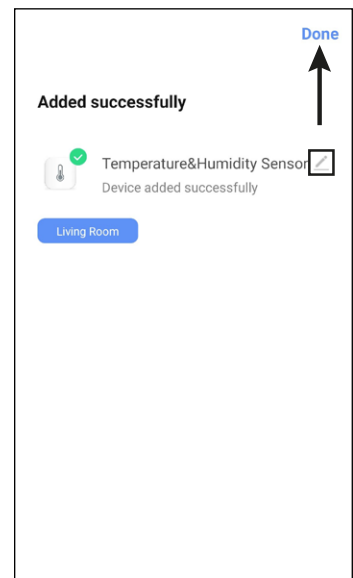 Done
Added successfully
Temperature&Humidity Sensor
Device added successfully
Living Room